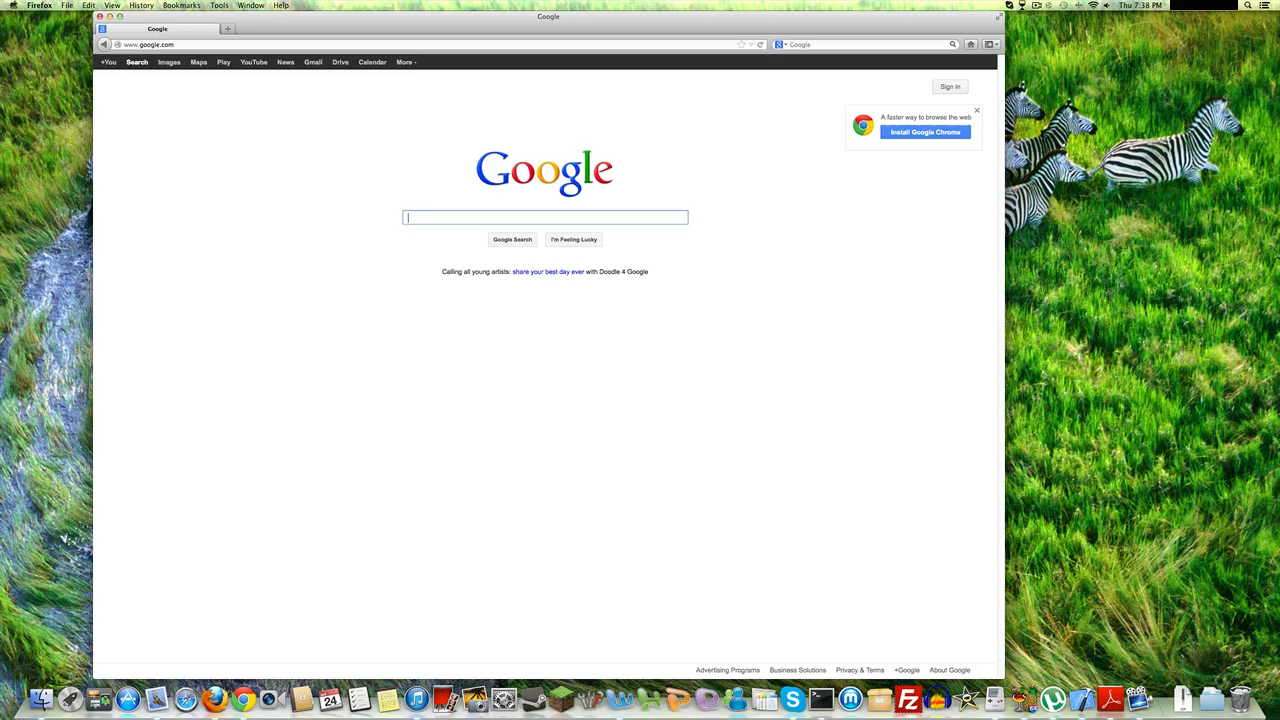 Firefox File Edit View History Bookmarks Tools Window Help Thu 7:38 PM
Google
Google
www.google.com Google
+You Search Images Maps Play YouTube News Gmail Drive Calendar More
Sign in
A faster way to browse the web
Install Google Chrome
Google
Google Search I'm Feeling Lucky
Calling all young artists: share your best day ever with Doodle 4 Google
Advertising Programs Business Solutions Privacy & Terms +Google About Google
24